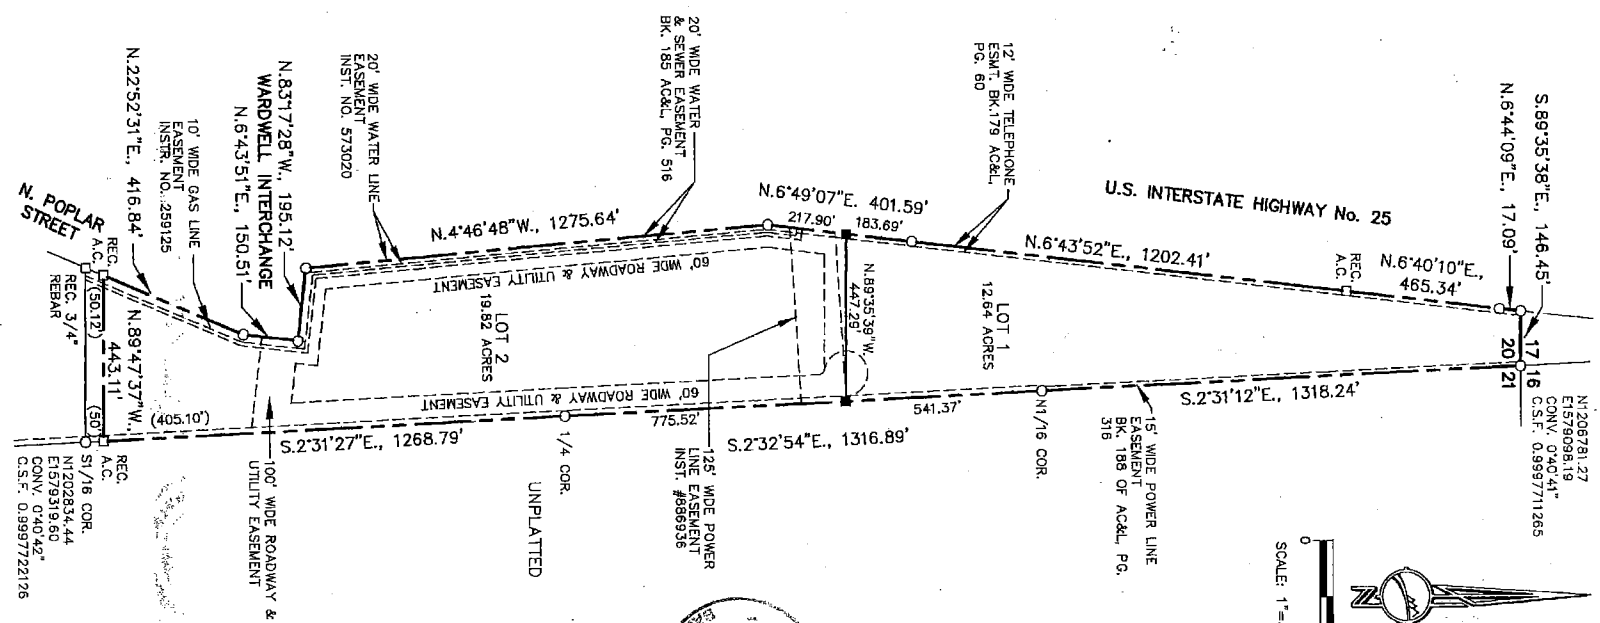 S.89°35'38"E., 146.45'
N.6°44'09"E., 17.09'
N1206781.27
E1579098.19
CONV. 0°40'41"
C.S.F. 0.99977711265
17
16
20
21
N.6°40'10"E.,
465.34'
REC.
A.C.
U.S. INTERSTATE HIGHWAY No. 25
N.6°43'52"E., 1202.41'
12' WIDE TELEPHONE
ESMT. BK.179 AC&L,
PG. 60
S.2°31'12"E., 1318.24'
15' WIDE POWER LINE
EASEMENT
BK. 188 OF AC&L, PG.
316
N1/16 COR.
LOT 1
12.64 ACRES
541.37'
N.6°49'07"E. 401.59'
217.90'
183.69'
N.89°35'39"W.
447.29'
20' WIDE WATER
& SEWER EASEMENT
BK. 185 AC&L, PG. 516
S.2°32'54"E., 1316.89'
775.52'
125' WIDE POWER
LINE EASEMENT
INST. #886936
1/4 COR.
UNPLATTED
N.4°46'48"W., 1275.64'
60' WIDE ROADWAY & UTILITY EASEMENT
LOT 2
19.82 ACRES
60' WIDE ROADWAY & UTILITY EASEMENT
20' WIDE WATER LINE
EASEMENT
INST. NO. 573020
N.83°17'28"W., 195.12'
WARDWELL INTERCHANGE
N.6°43'51"E., 150.51'
10' WIDE GAS LINE
EASEMENT
INSTR. NO. 259125
N.22°52'31"E., 416.84'
N. POPLAR
STREET
S.2°31'27"E., 1268.79'
100' WIDE ROADWAY &
UTILITY EASEMENT
(405.10')
N.89°47'37"W.,
443.11'
(50.12')
(50')
REC.
A.C.
REC. 3/4"
REBAR
REC.
A.C.
S1/16 COR.
N1202834.44
E1579319.60
CONV. 0°40'42"
C.S.F. 0.99977722126
0
SCALE: 1"=
N